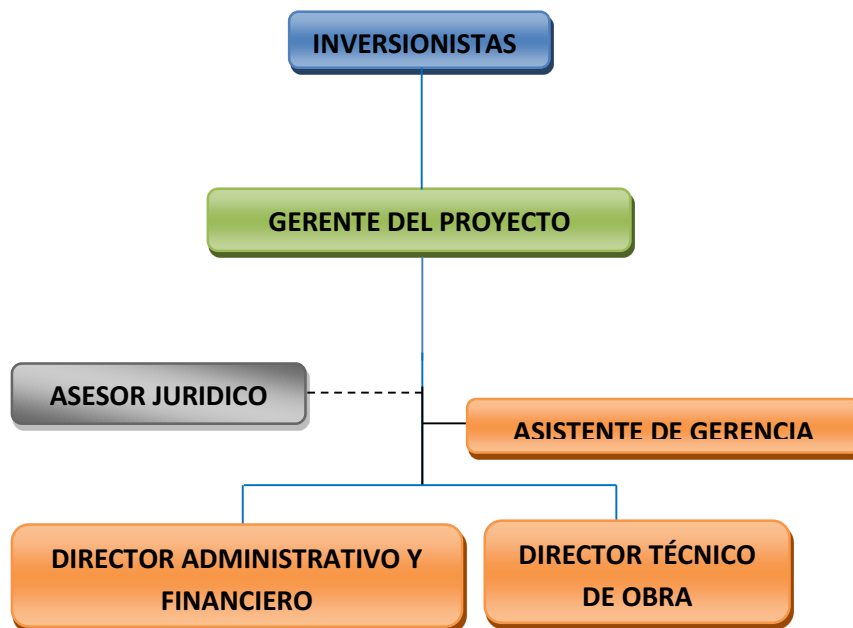 INVERSIONISTAS
GERENTE DEL PROYECTO
ASESOR JURIDICO
ASISTENTE DE GERENCIA
DIRECTOR ADMINISTRATIVO Y
FINANCIERO
DIRECTOR TÉCNICO
DE OBRA